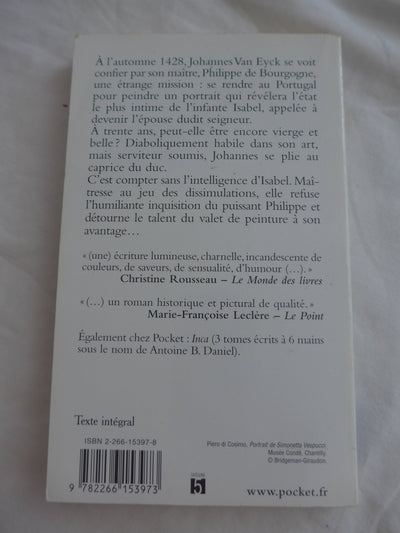 À l'automne 1428, Johannes Van Eyck se voit
confier par son maître, Philippe de Bourgogne,
une étrange mission : se rendre au Portugal
pour peindre un portrait qui révélera l'état
le plus intime de l'infante Isabel, appelée à
devenir l'épouse dudit seigneur.
À trente ans, peut-elle être encore vierge et
belle ? Diaboliquement habile dans son art,
mais serviteur soumis, Johannes se plie au
caprice du duc.
C'est compter sans l'intelligence d'Isabel. Maî-
tresse au jeu des dissimulations, elle refuse
l'humiliante inquisition du puissant Philippe et
détourne le talent du valet de peinture à son
avantage…
« (une) écriture lumineuse, charnelle, incandescente de
couleurs, de saveurs, de sensualité, d'humour (…). »
Christine Rousseau – Le Monde des livres
« (…) un roman historique et pictural de qualité. »
Marie-Françoise Leclère – Le Point
Également chez Pocket : Inca (3 tomes écrits à 6 mains
sous le nom de Antoine B. Daniel).
Texte intégral
ISBN 2-266-15397-8
Piero di Cosimo, Portrait de Simonetta Vespucci.
Musée Condé, Chantilly.
© Bridgeman-Giraudon.
9 782266 153973
5
www.pocket.fr